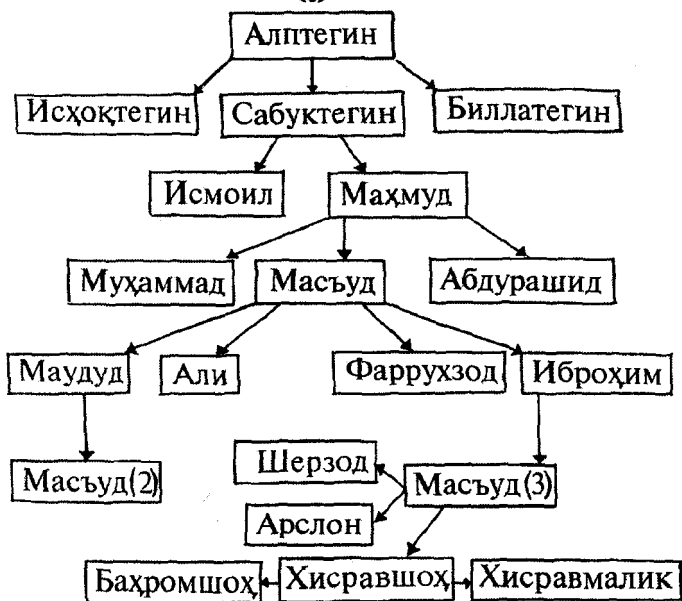 Алптегин
Исҳоқтегин Сабуктегин Биллатегин
Исмоил Маҳмуд
Муҳаммад Масъуд Абдурашид
Маудуд Али Фаррухзод Иброҳим
Шерзод
Масъуд(2) Масъуд(3)
Арслон
Баҳромшоҳ Хисравшоҳ Хисравмалик